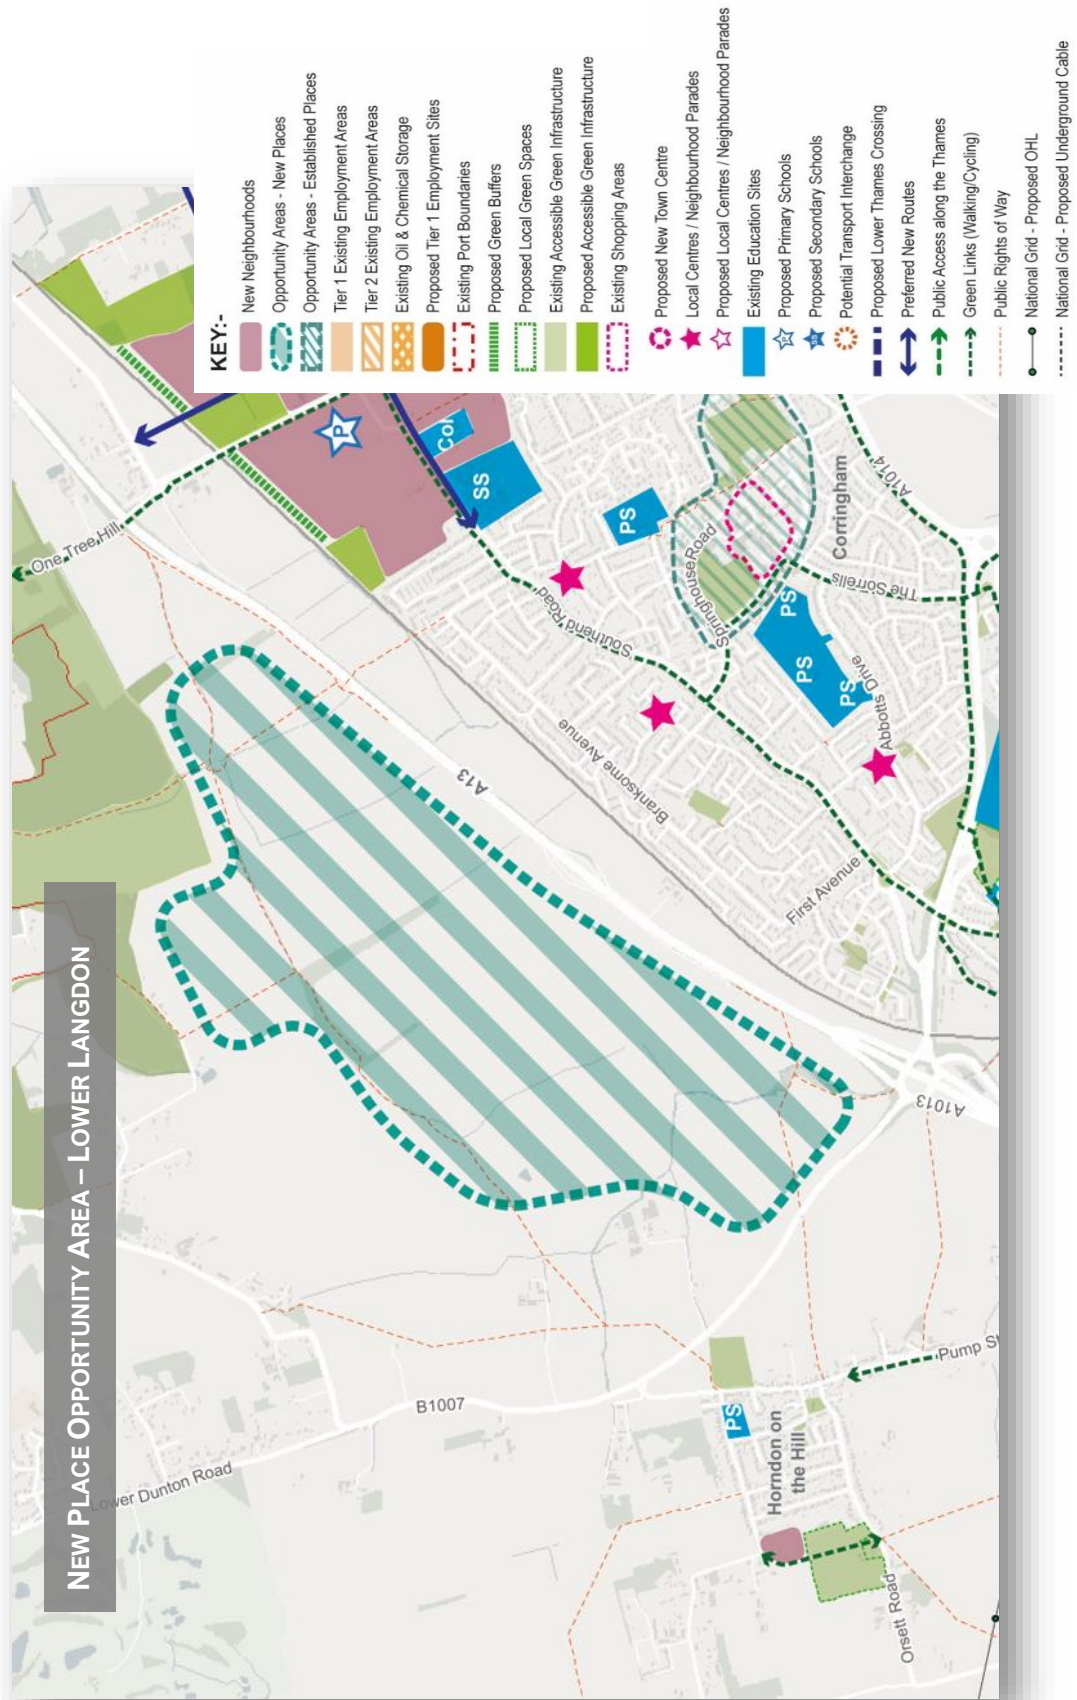 NEW PLACE OPPORTUNITY AREA – LOWER LANGDON
KEY:-
New Neighbourhoods
Opportunity Areas - New Places
Opportunity Areas - Established Places
Tier 1 Existing Employment Areas
Tier 2 Existing Employment Areas
Existing Oil & Chemical Storage
Proposed Tier 1 Employment Sites
Existing Port Boundaries
Proposed Green Buffers
Proposed Local Green Spaces
Existing Accessible Green Infrastructure
Proposed Accessible Green Infrastructure
Existing Shopping Areas
Proposed New Town Centre
Local Centres / Neighbourhood Parades
Proposed Local Centres / Neighbourhood Parades
Existing Education Sites
P Proposed Primary Schools
SS Proposed Secondary Schools
Potential Transport Interchange
Proposed Lower Thames Crossing
Preferred New Routes
Public Access along the Thames
Green Links (Walking/Cycling)
Public Rights of Way
National Grid - Proposed OHL
National Grid - Proposed Underground Cable
One Tree Hill
P
Col
SS
PS
Southend Road
Springhouse Road
Corringham
A1014
The Sorrells
PS
PS
PS
Abbotts Drive
Branksome Avenue
First Avenue
A13
A1013
Lower Dunton Road
B1007
PS
Horndon on
the Hill
Pump St
Orsett Road